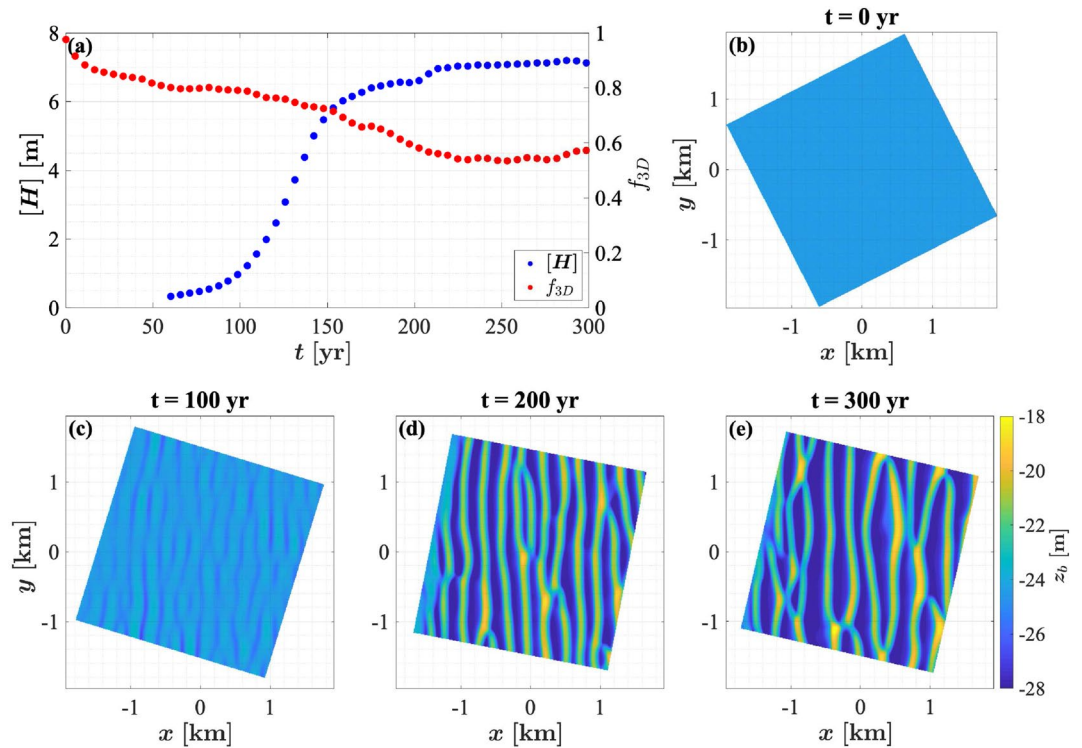 (a)
8
6
4
2
0
[H] [m]
1
0.8
0.6
0.4
0.2
0
f3D
0 50 100 150 200 250 300
t [yr]
[H]
f3D
t = 0 yr
(b)
1
0
-1
y [km]
-1 0 1
x [km]
t = 100 yr
(c)
1
0
-1
y [km]
-1 0 1
x [km]
t = 200 yr
(d)
1
0
-1
-1 0 1
x [km]
t = 300 yr
(e)
1
0
-1
-1 0 1
x [km]
-18
-20
-22
-24
-26
-28
zb [m]